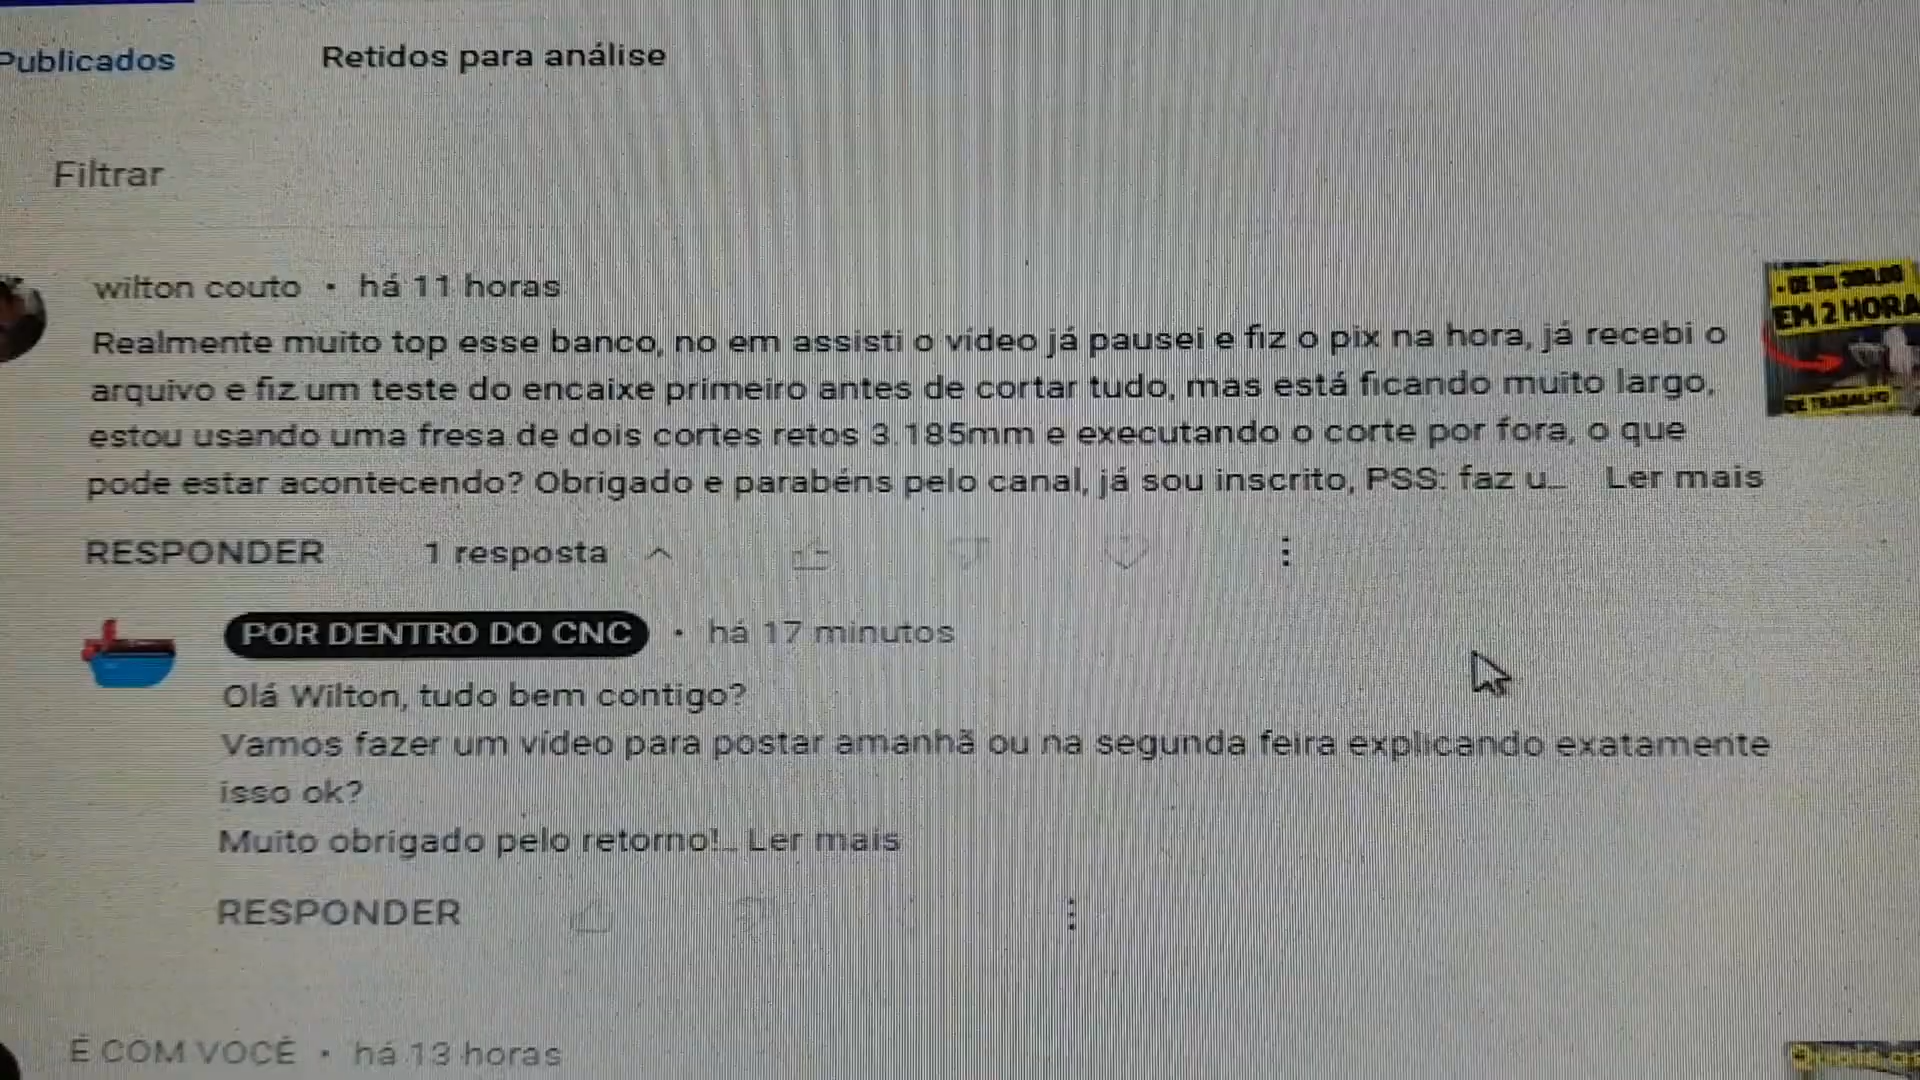 Publicados
Retidos para análise
Filtrar
wilton couto • há 11 horas
Realmente muito top esse banco, no em assisti o vídeo já pausei e fiz o pix na hora, já recebi o
arquivo e fiz um teste do encaixe primeiro antes de cortar tudo, mas está ficando muito largo,
estou usando uma fresa de dois cortes retos 3.185mm e executando o corte por fora, o que
pode estar acontecendo? Obrigado e parabéns pelo canal, já sou inscrito, PSS: faz u... Ler mais
- DE R$ 300,00
EM 2 HORA
DE TRABALHO
RESPONDER 1 resposta
POR DENTRO DO CNC • há 17 minutos
Olá Wilton, tudo bem contigo?
Vamos fazer um vídeo para postar amanhã ou na segunda feira explicando exatamente
isso ok?
Muito obrigado pelo retorno!... Ler mais
RESPONDER
É COM VOCÊ • há 13 horas